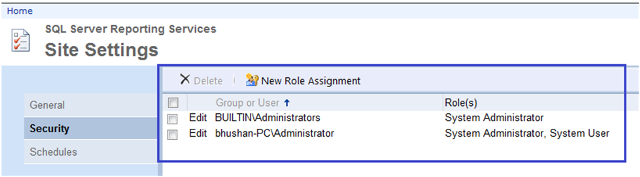 Home
SQL Server Reporting Services
Site Settings
Delete New Role Assignment
General
Security
Schedules
Group or User Role(s)
Edit BUILTIN\Administrators System Administrator
Edit bhushan-PC\Administrator System Administrator, System User